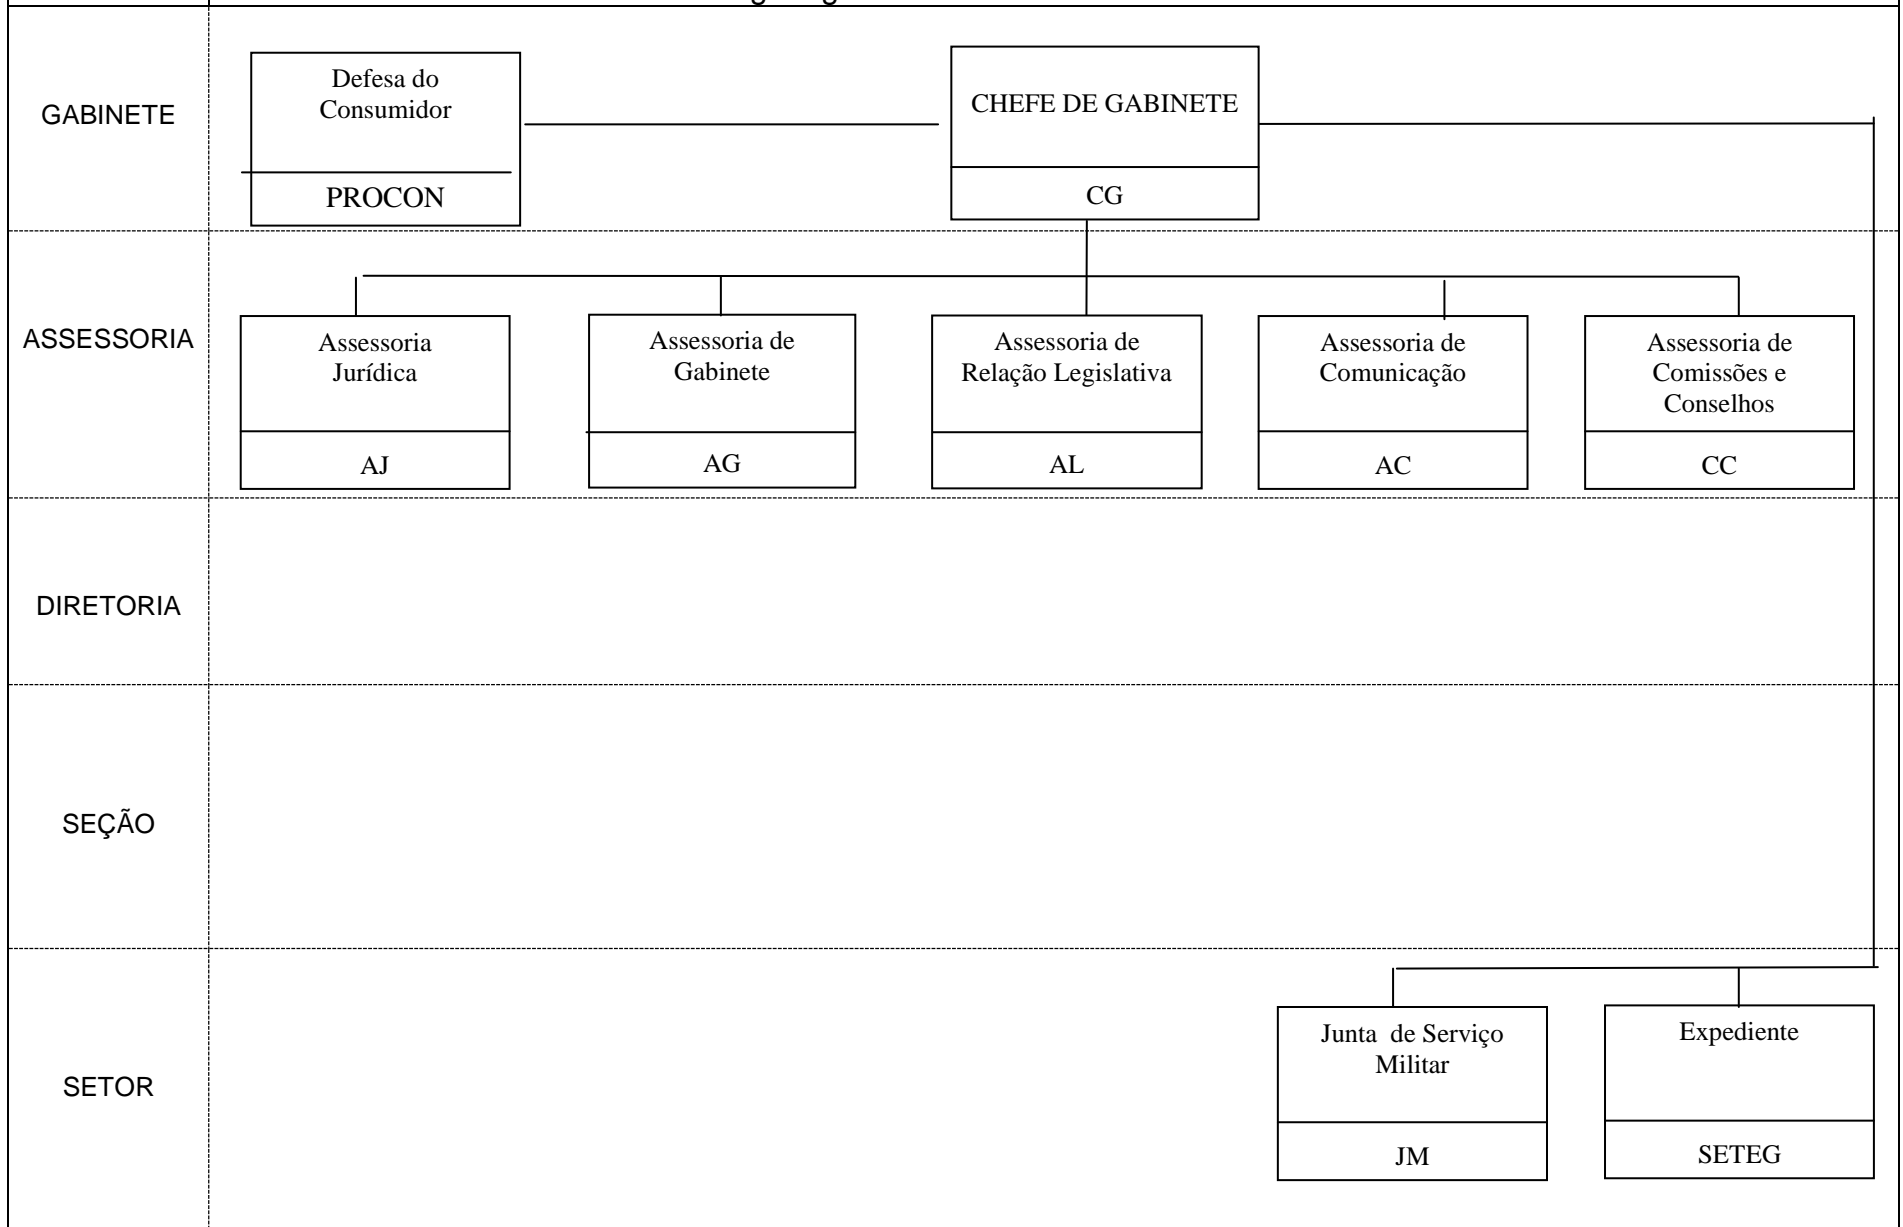 GABINETE
Defesa do
Consumidor
PROCON
CHEFE DE GABINETE
CG
ASSESSORIA
Assessoria
Jurídica
AJ
Assessoria de
Gabinete
AG
Assessoria de
Relação Legislativa
AL
Assessoria de
Comunicação
AC
Assessoria de
Comissões e
Conselhos
CC
DIRETORIA
SEÇÃO
SETOR
Junta de Serviço
Militar
JM
Expediente
SETEG